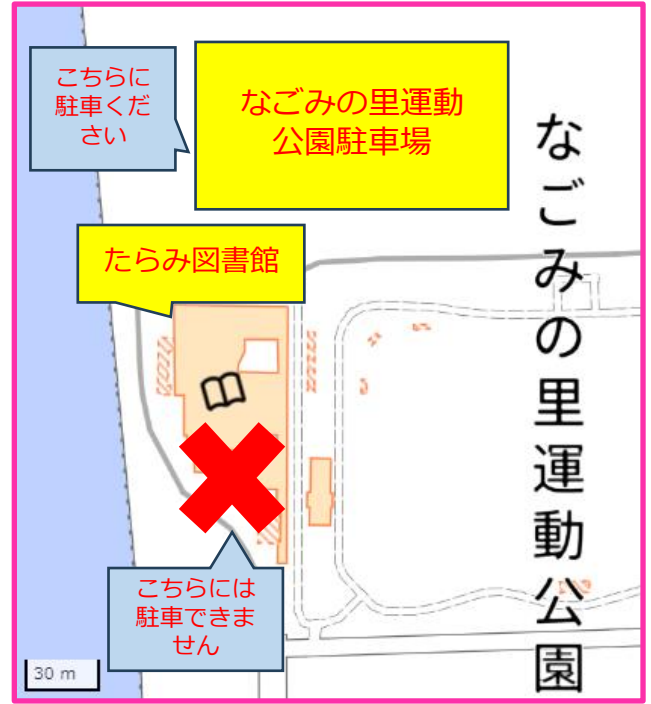 こちらに
駐車くだ
さい
なごみの里運動
公園駐車場
たらみ図書館
なごみの里運動公園
こちらには
駐車できま
せん
30 m